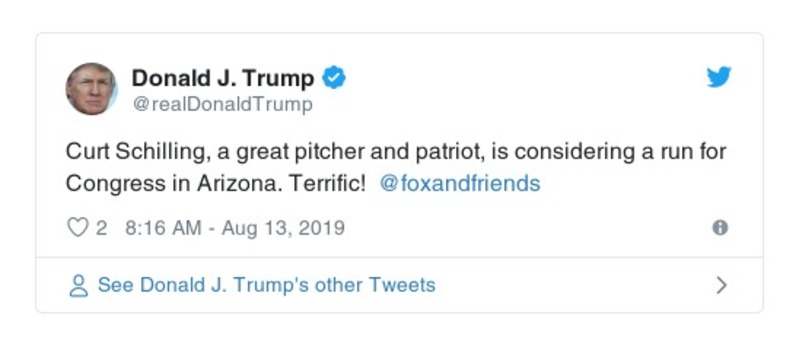 Donald J. Trump
@realDonaldTrump
Curt Schilling, a great pitcher and patriot, is considering a run for
Congress in Arizona. Terrific! @foxandfriends
2 8:16 AM - Aug 13, 2019
See Donald J. Trump's other Tweets